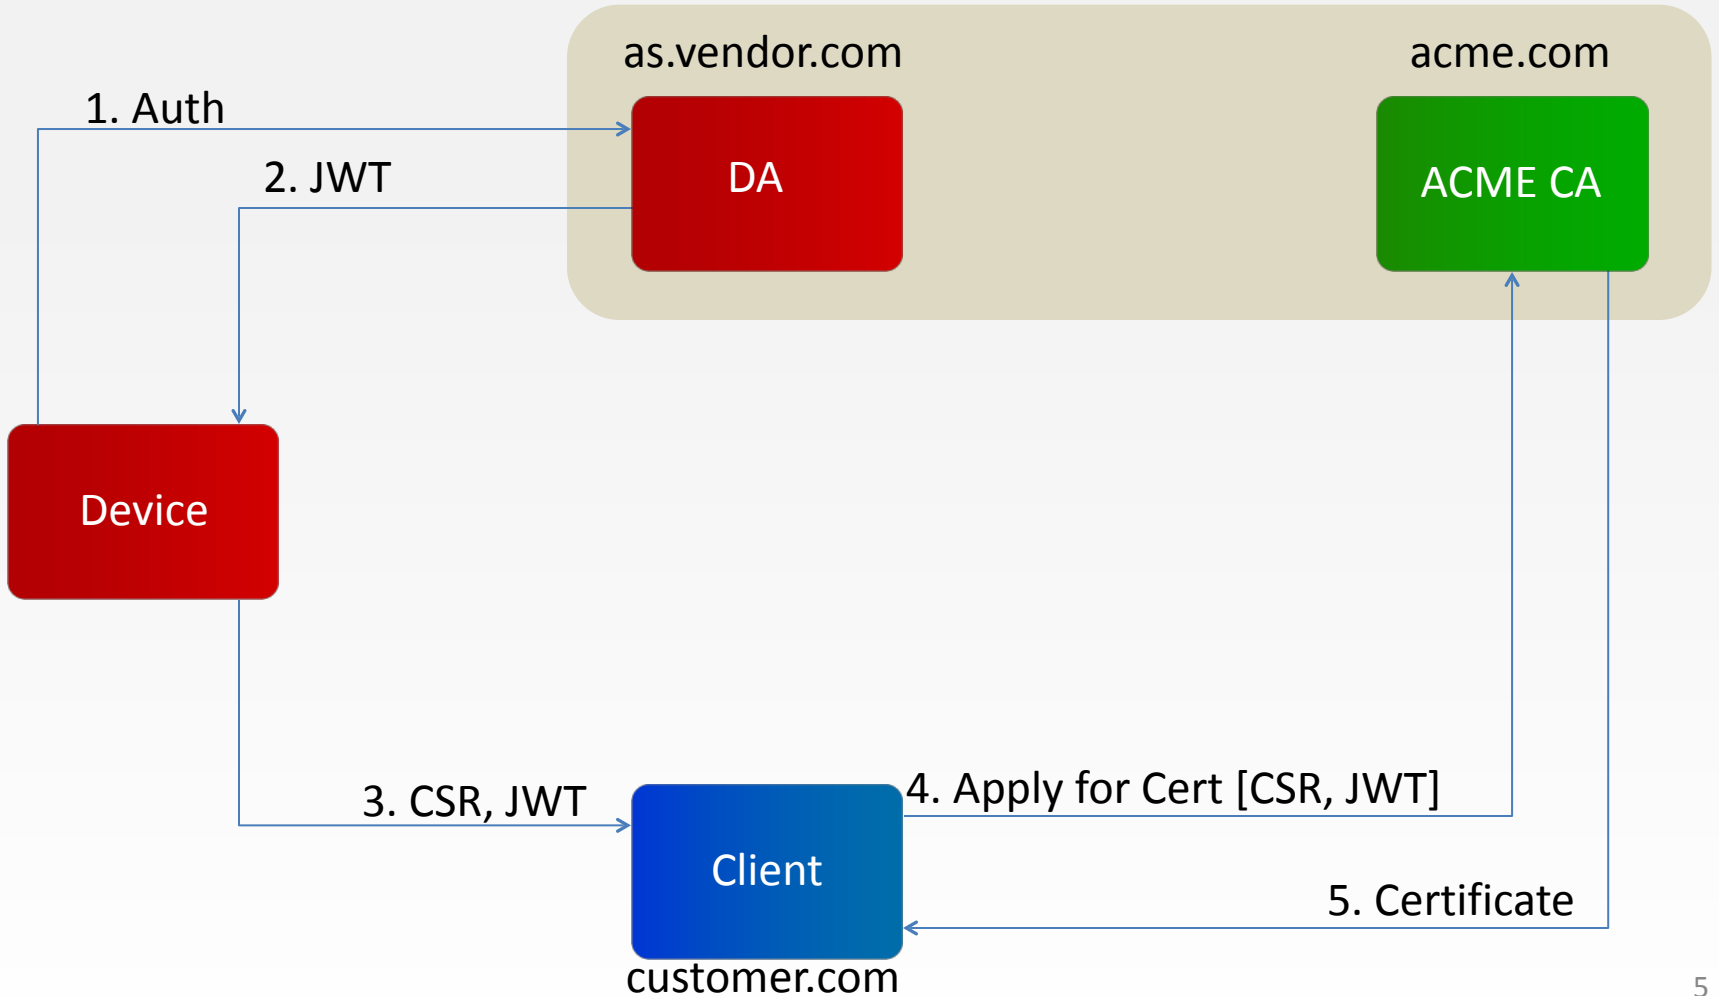 as.vendor.com
acme.com
1. Auth
2. JWT
DA
ACME CA
Device
3. CSR, JWT
4. Apply for Cert [CSR, JWT]
Client
5. Certificate
customer.com
5